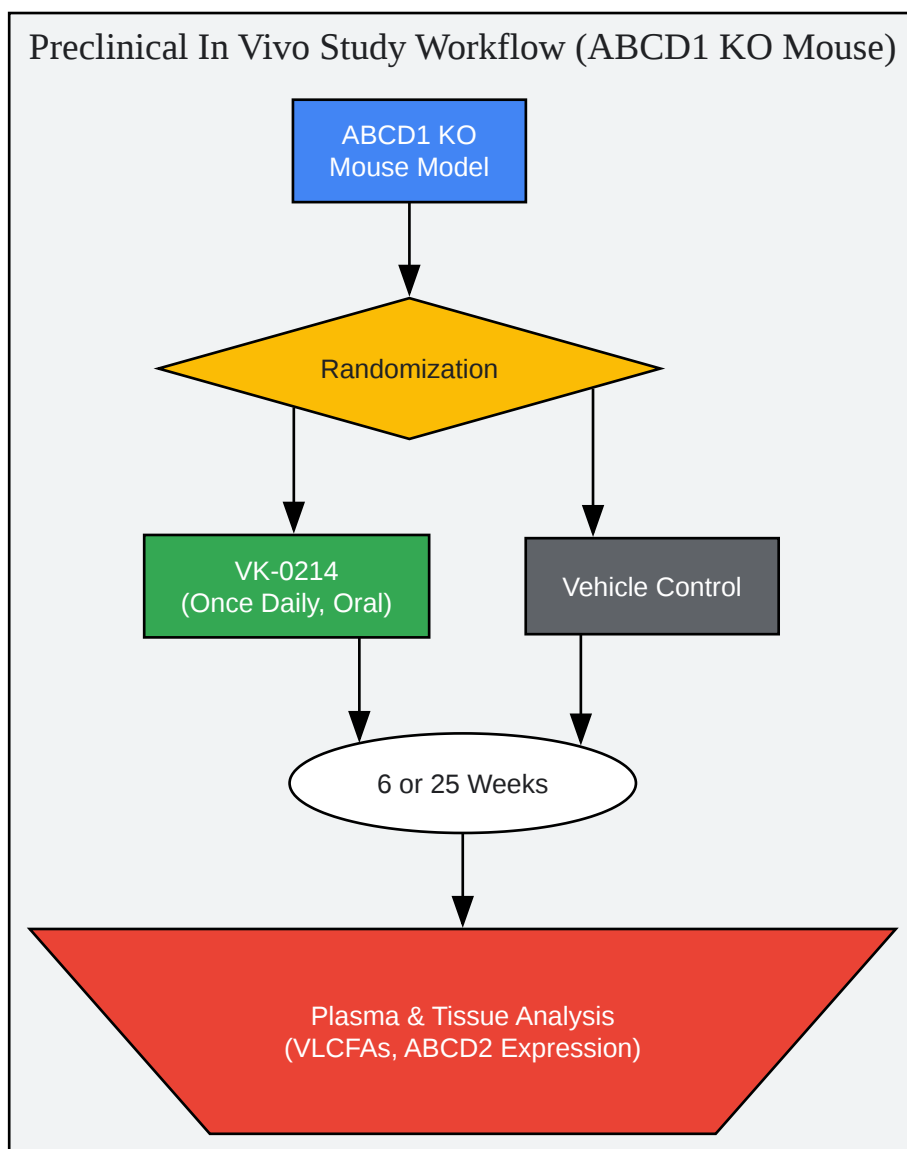 Preclinical In Vivo Study Workflow (ABCD1 KO Mouse)
ABCD1 KO
Mouse Model
Randomization
VK-0214
(Once Daily, Oral)
Vehicle Control
6 or 25 Weeks
Plasma & Tissue Analysis
(VLCFAs, ABCD2 Expression)